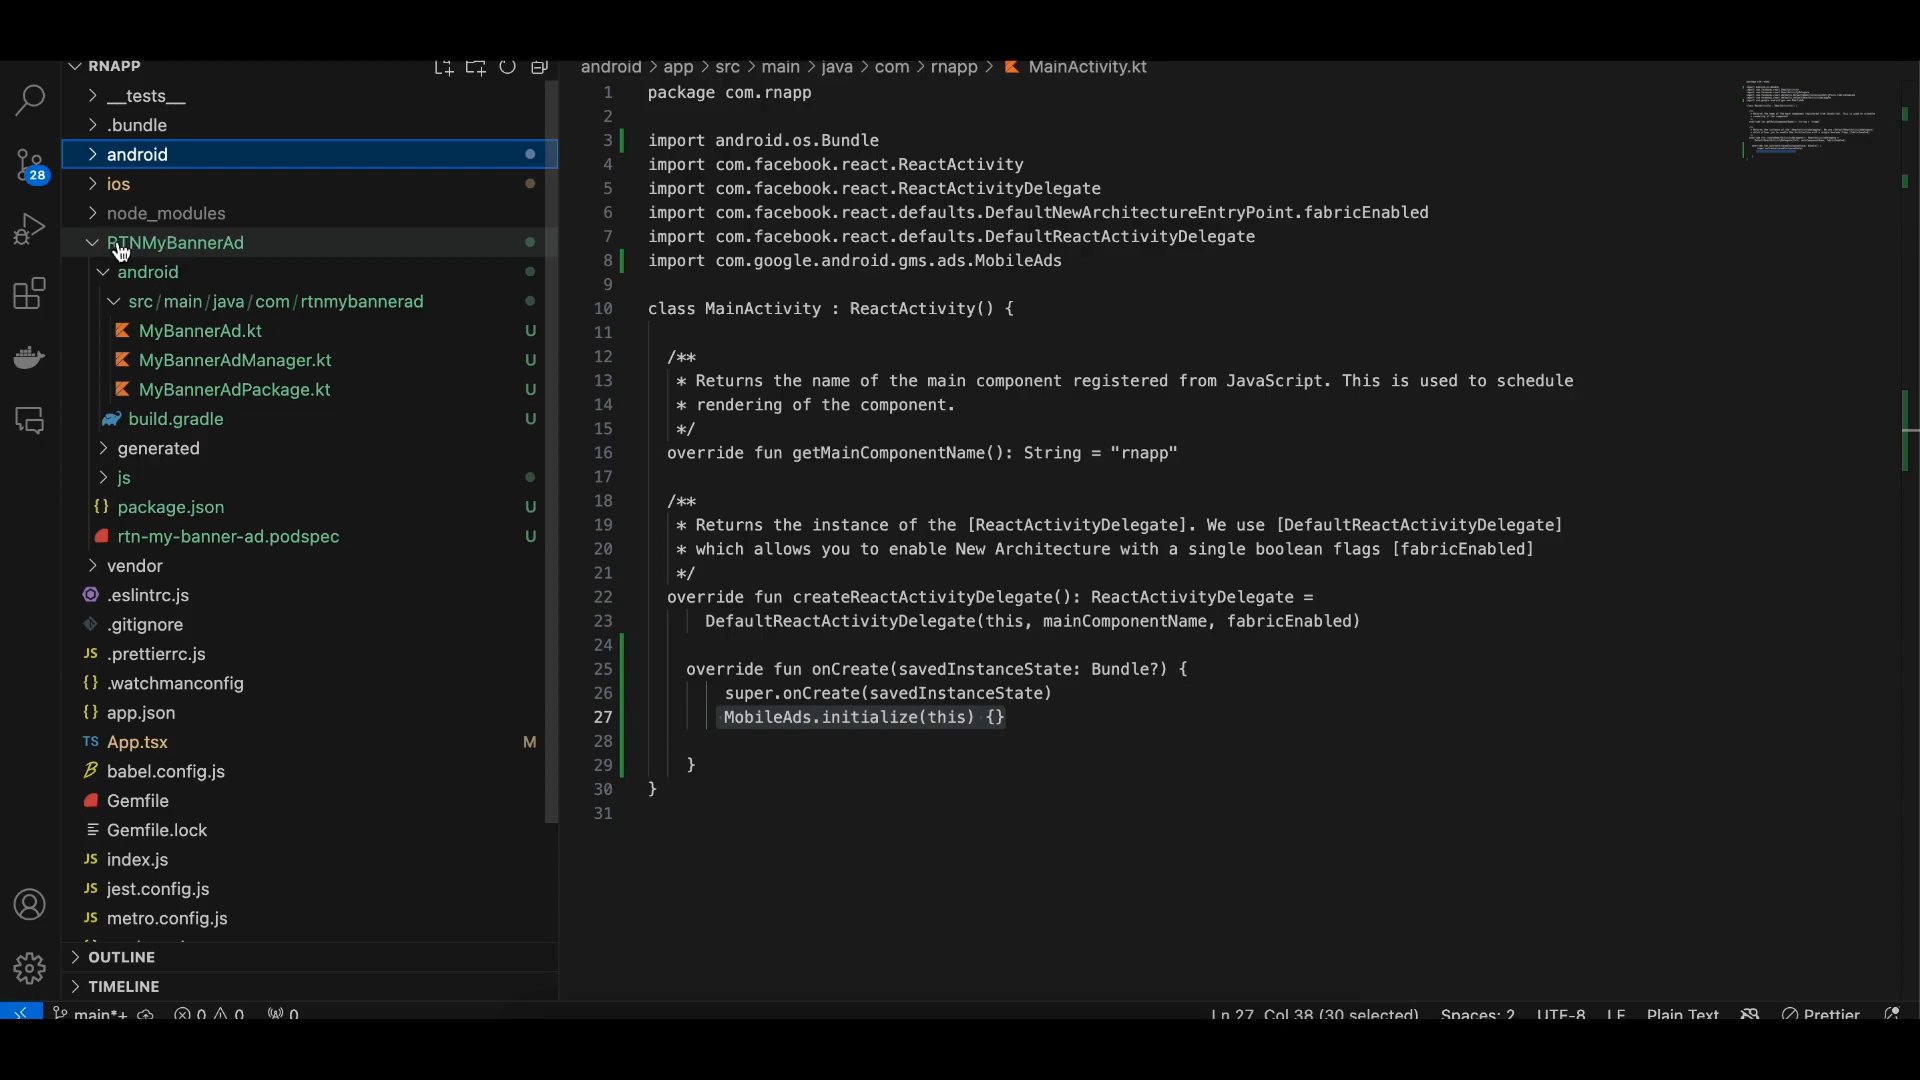 RNAPP
__tests__
.bundle
android
ios
node_modules
RTNMyBannerAd
android
src/main/java/com/rtnmybannerad
MyBannerAd.kt U
MyBannerAdManager.kt U
MyBannerAdPackage.kt U
build.gradle U
generated
js
{} package.json U
rtn-my-banner-ad.podspec U
vendor
.eslintrc.js
.gitignore
JS .prettierrc.js
{} .watchmanconfig
{} app.json
TS App.tsx M
babel.config.js
Gemfile
Gemfile.lock
JS index.js
JS jest.config.js
JS metro.config.js
OUTLINE
TIMELINE
28
android > app > src > main > java > com > rnapp > MainActivity.kt
1 package com.rnapp
2
3 import android.os.Bundle
4 import com.facebook.react.ReactActivity
5 import com.facebook.react.ReactActivityDelegate
6 import com.facebook.react.defaults.DefaultNewArchitectureEntryPoint.fabricEnabled
7 import com.facebook.react.defaults.DefaultReactActivityDelegate
8 import com.google.android.gms.ads.MobileAds
9
10 class MainActivity : ReactActivity() {
11
12 /**
13 * Returns the name of the main component registered from JavaScript. This is used to schedule
14 * rendering of the component.
15 */
16 override fun getMainComponentName(): String = "rnapp"
17
18 /**
19 * Returns the instance of the [ReactActivityDelegate]. We use [DefaultReactActivityDelegate]
20 * which allows you to enable New Architecture with a single boolean flags [fabricEnabled]
21 */
22 override fun createReactActivityDelegate(): ReactActivityDelegate =
23 DefaultReactActivityDelegate(this, mainComponentName, fabricEnabled)
24
25 override fun onCreate(savedInstanceState: Bundle?) {
26 super.onCreate(savedInstanceState)
27 MobileAds.initialize(this) {}
28
29 }
30 }
31
main*+ 0 0 0 Ln 27, Col 38 (30 selected) Spaces: 2 UTF-8 LF Plain Text Prettier